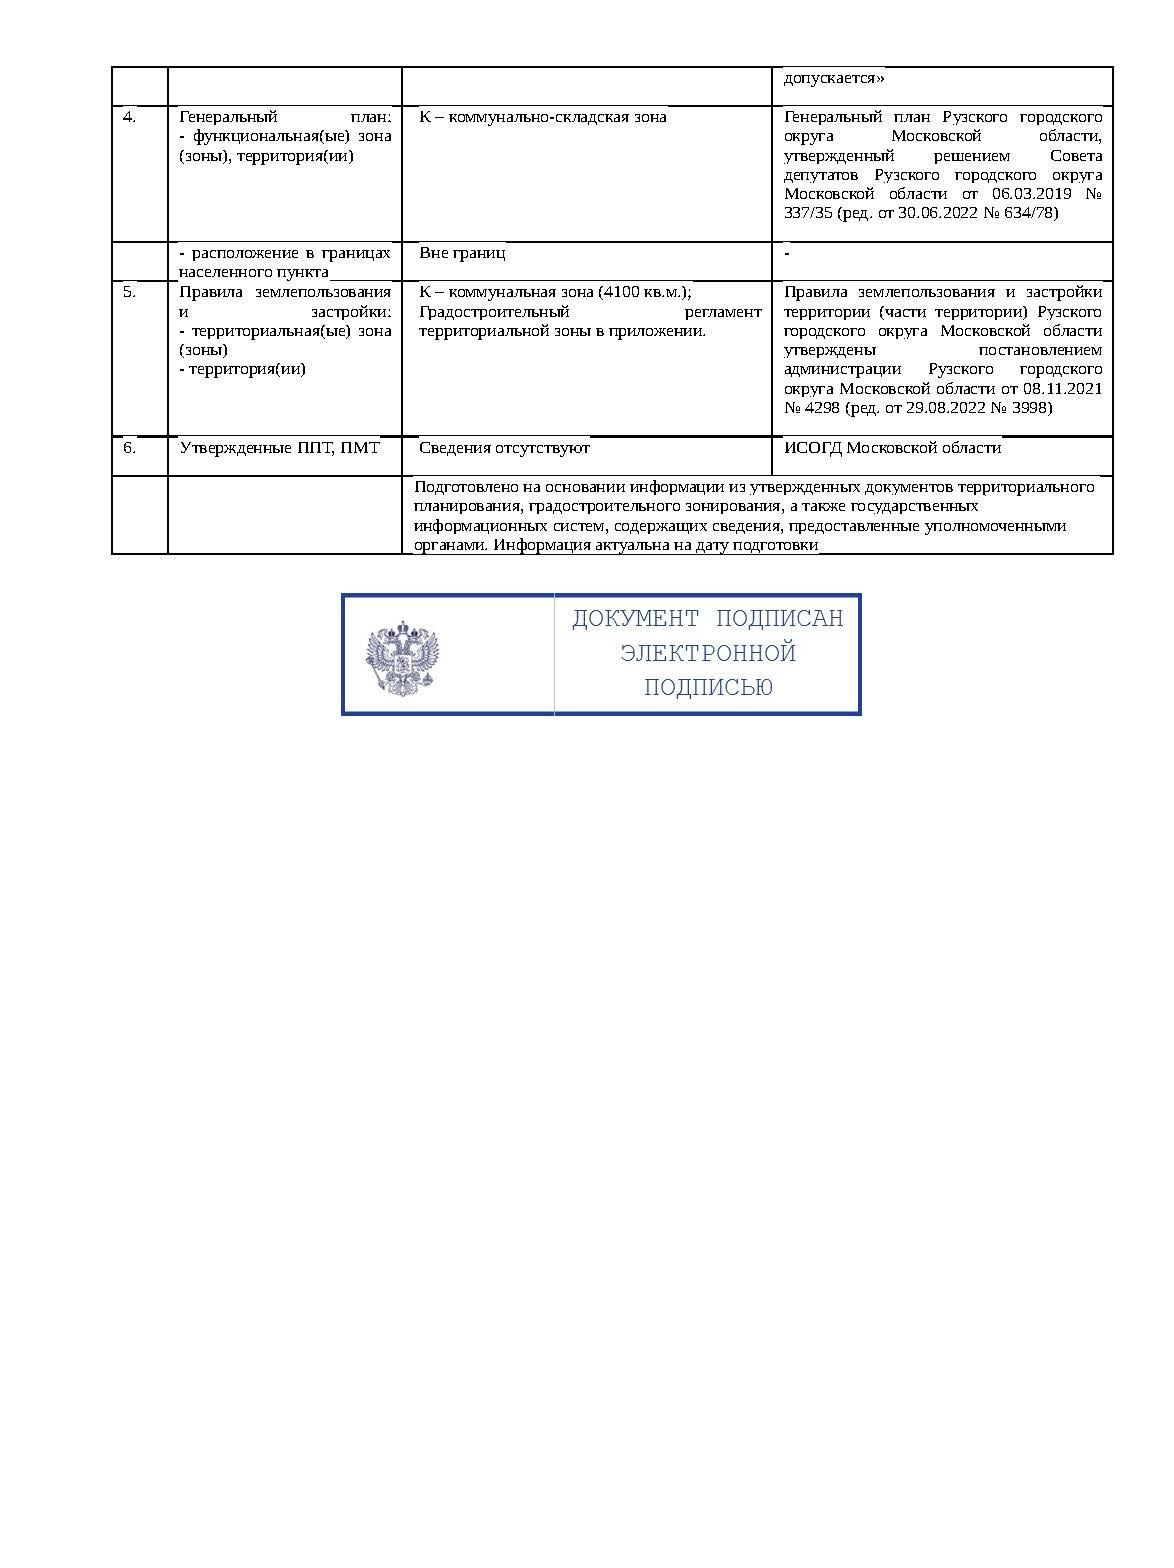 допускается»
4.
Генеральный план:
- функциональная(ые) зона
(зоны), территория(ии)
К – коммунально-складская зона
Генеральный план Рузского городского
округа Московской области,
утвержденный решением Совета
депутатов Рузского городского округа
Московской области от 06.03.2019 №
337/35 (ред. от 30.06.2022 № 634/78)
- расположение в границах
населенного пункта
Вне границ
-
5.
Правила землепользования
и застройки:
- территориальная(ые) зона
(зоны)
- территория(ии)
К – коммунальная зона (4100 кв.м.);
Градостроительный регламент
территориальной зоны в приложении.
Правила землепользования и застройки
территории (части территории) Рузского
городского округа Московской области
утверждены постановлением
администрации Рузского городского
округа Московской области от 08.11.2021
№ 4298 (ред. от 29.08.2022 № 3998)
6.
Утвержденные ППТ, ПМТ
Сведения отсутствуют
ИСОГД Московской области
Подготовлено на основании информации из утвержденных документов территориального
планирования, градостроительного зонирования, а также государственных
информационных систем, содержащих сведения, предоставленные уполномоченными
органами. Информация актуальна на дату подготовки
ДОКУМЕНТ ПОДПИСАН
ЭЛЕКТРОННОЙ
ПОДПИСЬЮ